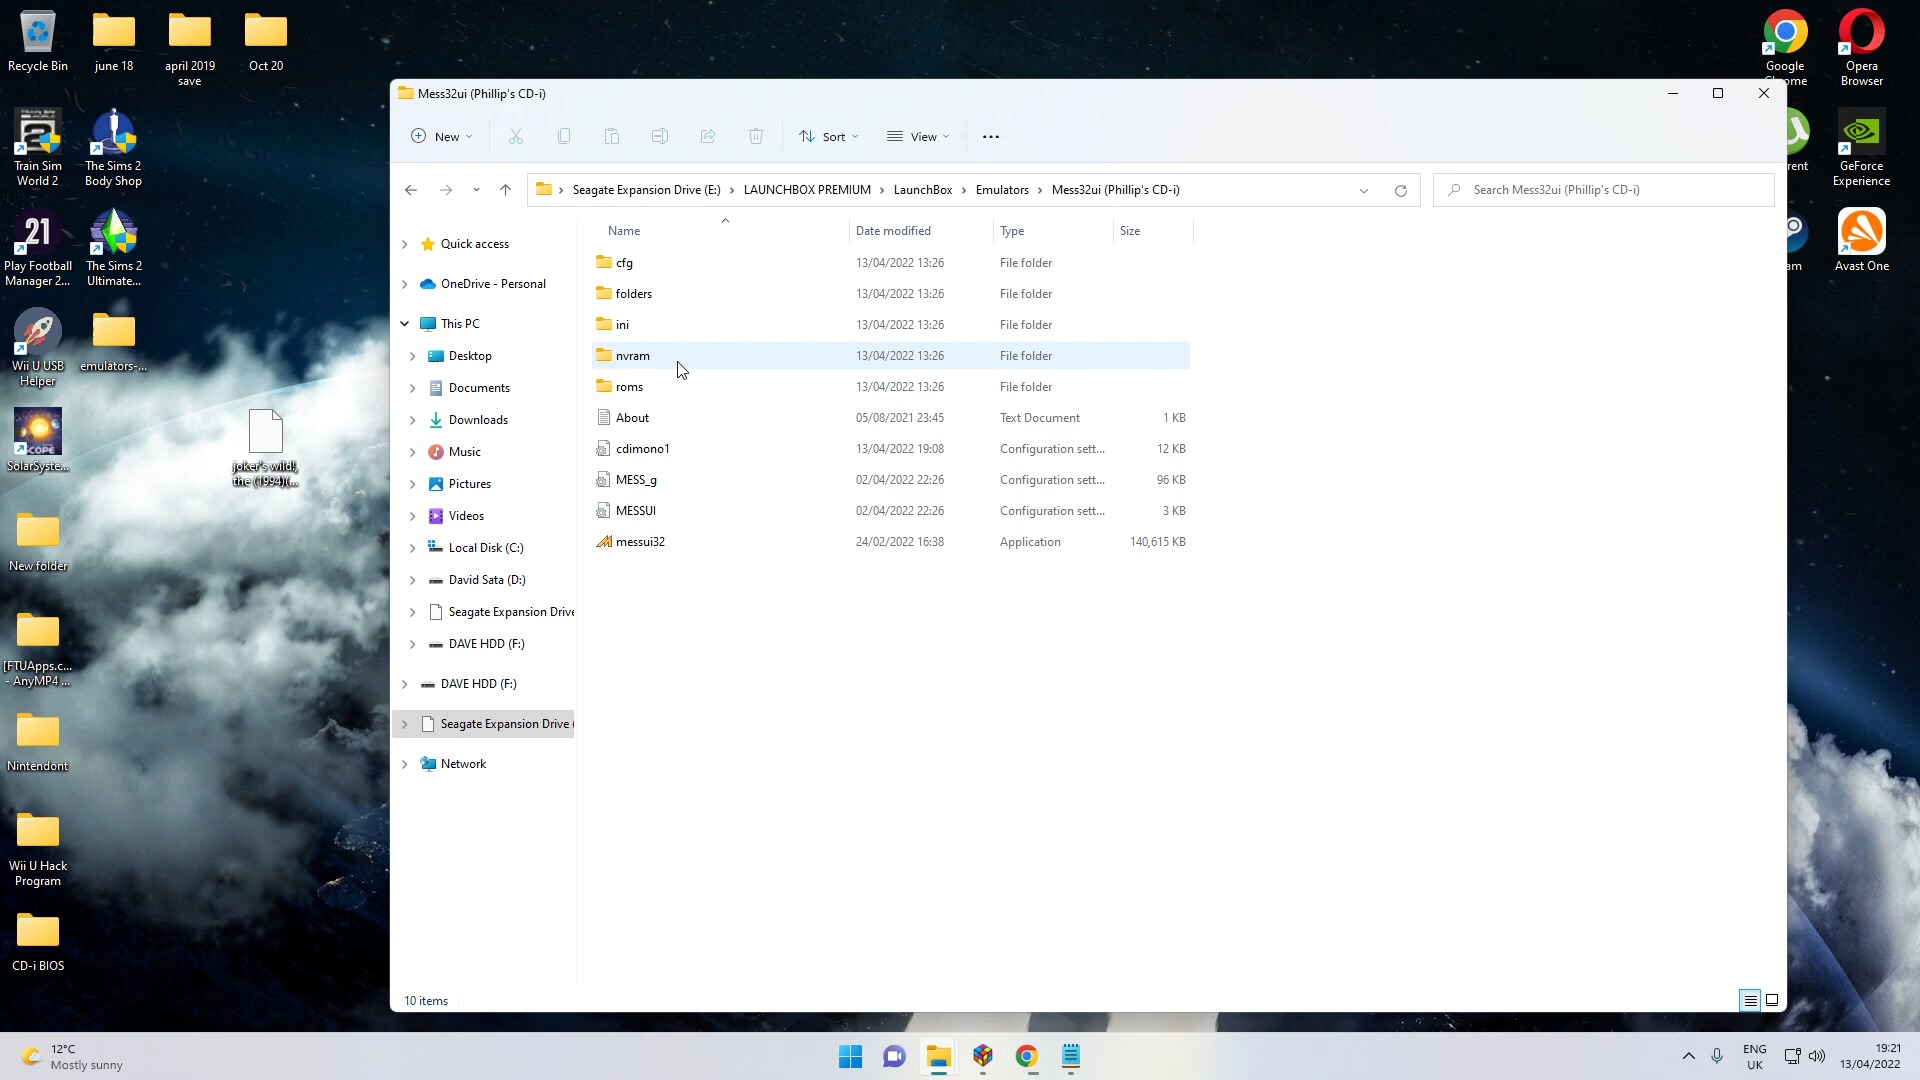 Recycle Bin
june 18
april 2019
save
Oct 20
Train Sim
World 2
The Sims 2
Body Shop
21
Play Football
Manager 2...
The Sims 2
Ultimate...
Wii U USB
Helper
emulators-...
SolarSyste...
joker's wild!,
the (1994)(...
New folder
[FTUApps.c...
- AnyMP4 ...
Nintendont
Wii U Hack
Program
CD-i BIOS
Google
Opera
Browser
GeForce
Experience
Avast One
Mess32ui (Phillip's CD-i)
New
Sort
View
Seagate Expansion Drive (E:) > LAUNCHBOX PREMIUM > LaunchBox > Emulators > Mess32ui (Phillip's CD-i)
Search Mess32ui (Phillip's CD-i)
Quick access
OneDrive - Personal
This PC
Desktop
Documents
Downloads
Music
Pictures
Videos
Local Disk (C:)
David Sata (D:)
Seagate Expansion Drive
DAVE HDD (F:)
DAVE HDD (F:)
Seagate Expansion Drive (
Network
Name Date modified Type Size
cfg 13/04/2022 13:26 File folder
folders 13/04/2022 13:26 File folder
ini 13/04/2022 13:26 File folder
nvram 13/04/2022 13:26 File folder
roms 13/04/2022 13:26 File folder
About 05/08/2021 23:45 Text Document 1 KB
cdimono1 13/04/2022 19:08 Configuration sett... 12 KB
MESS_g 02/04/2022 22:26 Configuration sett... 96 KB
MESSUI 02/04/2022 22:26 Configuration sett... 3 KB
messui32 24/02/2022 16:38 Application 140,615 KB
10 items
12°C
Mostly sunny
ENG
UK
19:21
13/04/2022